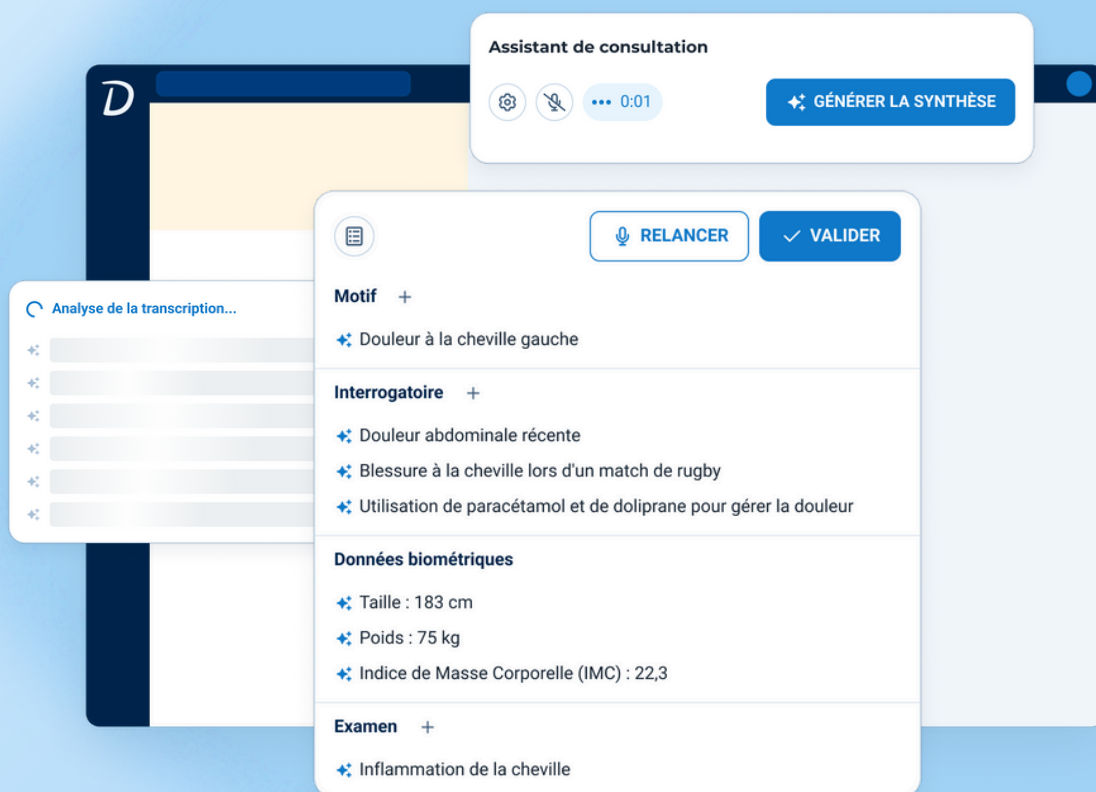 Assistant de consultation
D
••• 0:01
GÉNÉRER LA SYNTHÈSE
RELANCER
VALIDER
Analyse de la transcription...
Motif +
Douleur à la cheville gauche
Interrogatoire +
Douleur abdominale récente
Blessure à la cheville lors d'un match de rugby
Utilisation de paracétamol et de doliprane pour gérer la douleur
Données biométriques
Taille : 183 cm
Poids : 75 kg
Indice de Masse Corporelle (IMC) : 22,3
Examen +
Inflammation de la cheville